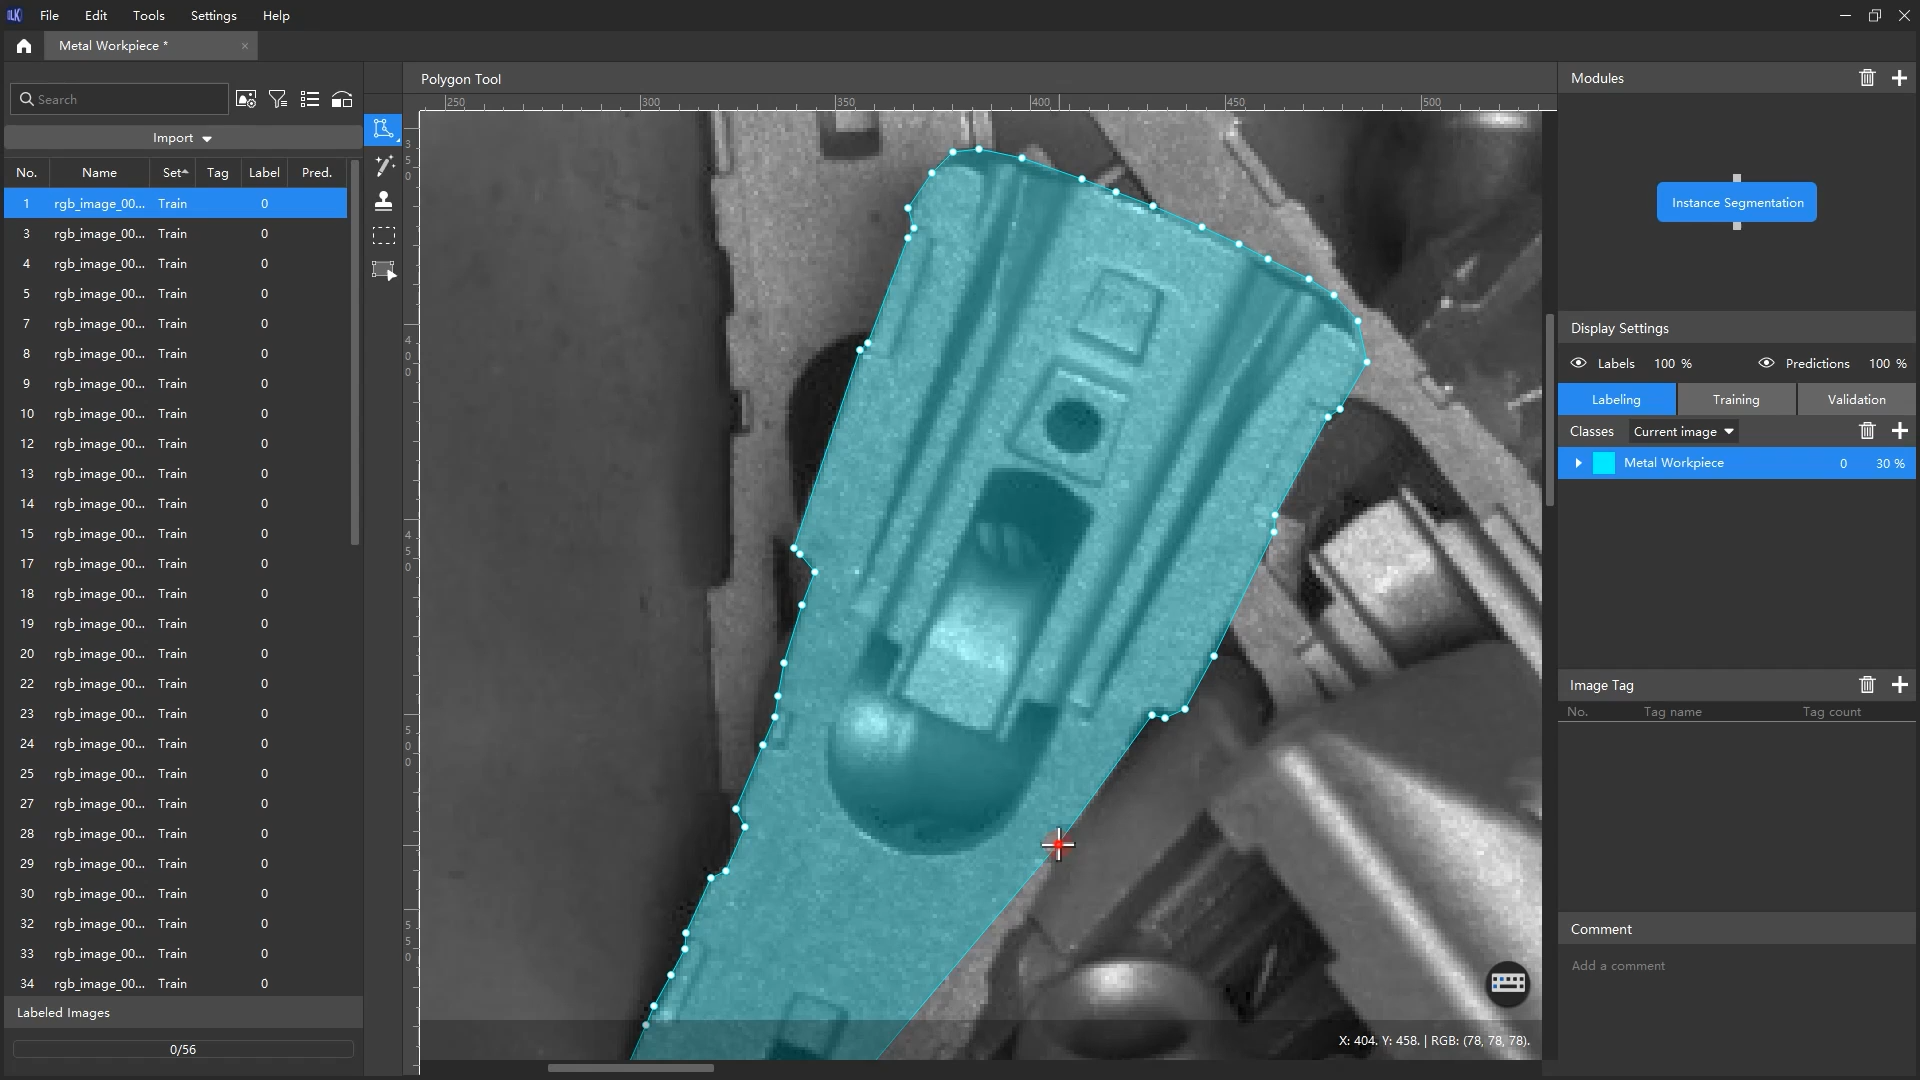 File Edit Tools Settings Help
Metal Workpiece *
Search
Import
No. Name Set Tag Label Pred.
1 rgb_image_00... Train 0
3 rgb_image_00... Train 0
4 rgb_image_00... Train 0
5 rgb_image_00... Train 0
7 rgb_image_00... Train 0
8 rgb_image_00... Train 0
9 rgb_image_00... Train 0
10 rgb_image_00... Train 0
12 rgb_image_00... Train 0
13 rgb_image_00... Train 0
14 rgb_image_00... Train 0
15 rgb_image_00... Train 0
17 rgb_image_00... Train 0
18 rgb_image_00... Train 0
19 rgb_image_00... Train 0
20 rgb_image_00... Train 0
22 rgb_image_00... Train 0
23 rgb_image_00... Train 0
24 rgb_image_00... Train 0
25 rgb_image_00... Train 0
27 rgb_image_00... Train 0
28 rgb_image_00... Train 0
29 rgb_image_00... Train 0
30 rgb_image_00... Train 0
32 rgb_image_00... Train 0
33 rgb_image_00... Train 0
34 rgb_image_00... Train 0
Labeled Images
0/56
Polygon Tool
250 300 350 400 450 500
350
400
450
500
550
X: 404. Y: 458. | RGB: (78, 78, 78).
Modules
Instance Segmentation
Display Settings
Labels 100 % Predictions 100 %
Labeling Training Validation
Classes Current image
Metal Workpiece 0 30 %
Image Tag
No. Tag name Tag count
Comment
Add a comment